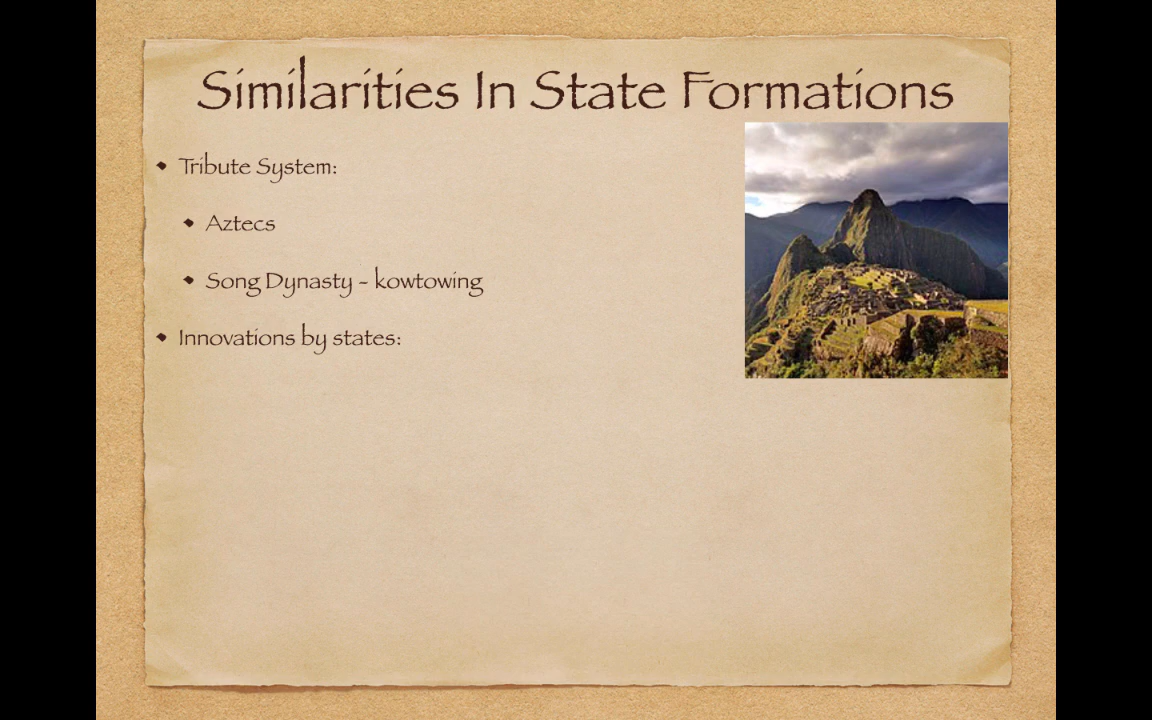 Similarities In State Formations
• Tribute System:
• Aztecs
• Song Dynasty - kowtowing
• Innovations by states: